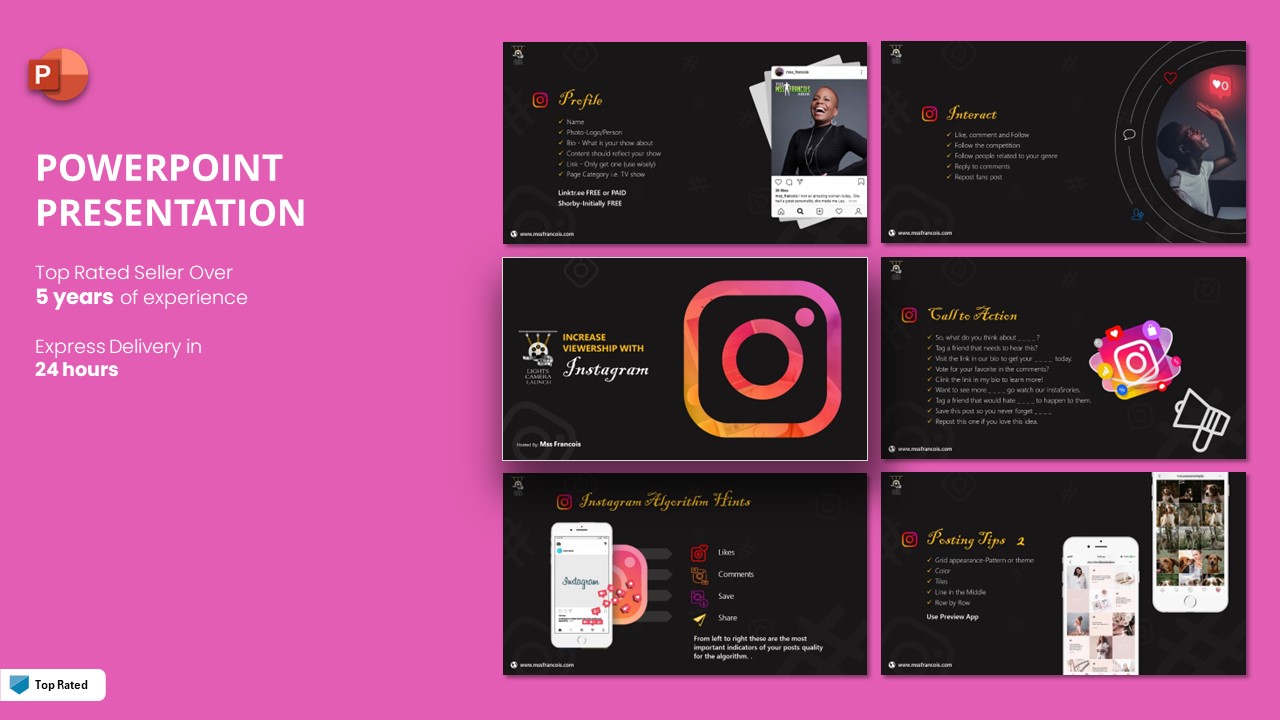 P
POWERPOINT
PRESENTATION
Top Rated Seller Over
5 years of experience
Express Delivery in
24 hours
Top Rated
Profile
✓ Name
✓ Photo-Logo/Person
✓ Bio - What is your show about
✓ Content should reflect your show
✓ Link - Only get one (use wisely)
✓ Page Category i.e. TV show
Linktr.ee FREE or PAID
Shorby-Initially FREE
www.mssfrancois.com
mss_francois
MSS FRANCOIS
Interact
✓ Like, comment and Follow
✓ Follow the competition
✓ Follow people related to your genre
✓ Reply to comments
✓ Repost fans post
0
www.mssfrancois.com
LIGHTS
CAMERA
LAUNCH
INCREASE
VIEWERSHIP WITH
Instagram
Hosted By: Mss Francois
Call to Action
✓ So, what do you think about _ _ _ _ ?
✓ Tag a friend that needs to hear this?
✓ Visit the link in our bio to get your _ _ _ _ today.
✓ Vote for your favorite in the comments?
✓ Clink the link in my bio to learn more!
✓ Want to see more _ _ _ _ go watch our instaSrories.
✓ Tag a friend that would hate _ _ _ _ to happen to them.
✓ Save this post so you never forget _ _ _ _
✓ Repost this one if you love this idea.
www.mssfrancois.com
Instagram Algorithm Hints
Instagram
Likes
Comments
Save
Share
From left to right these are the most
important indicators of your posts quality
for the algorithm. .
www.mssfrancois.com
Posting Tips 2
✓ Grid appearance-Pattern or theme
✓ Color
✓ Tiles
✓ Line in the Middle
✓ Row by Row
Use Preview App
www.mssfrancois.com